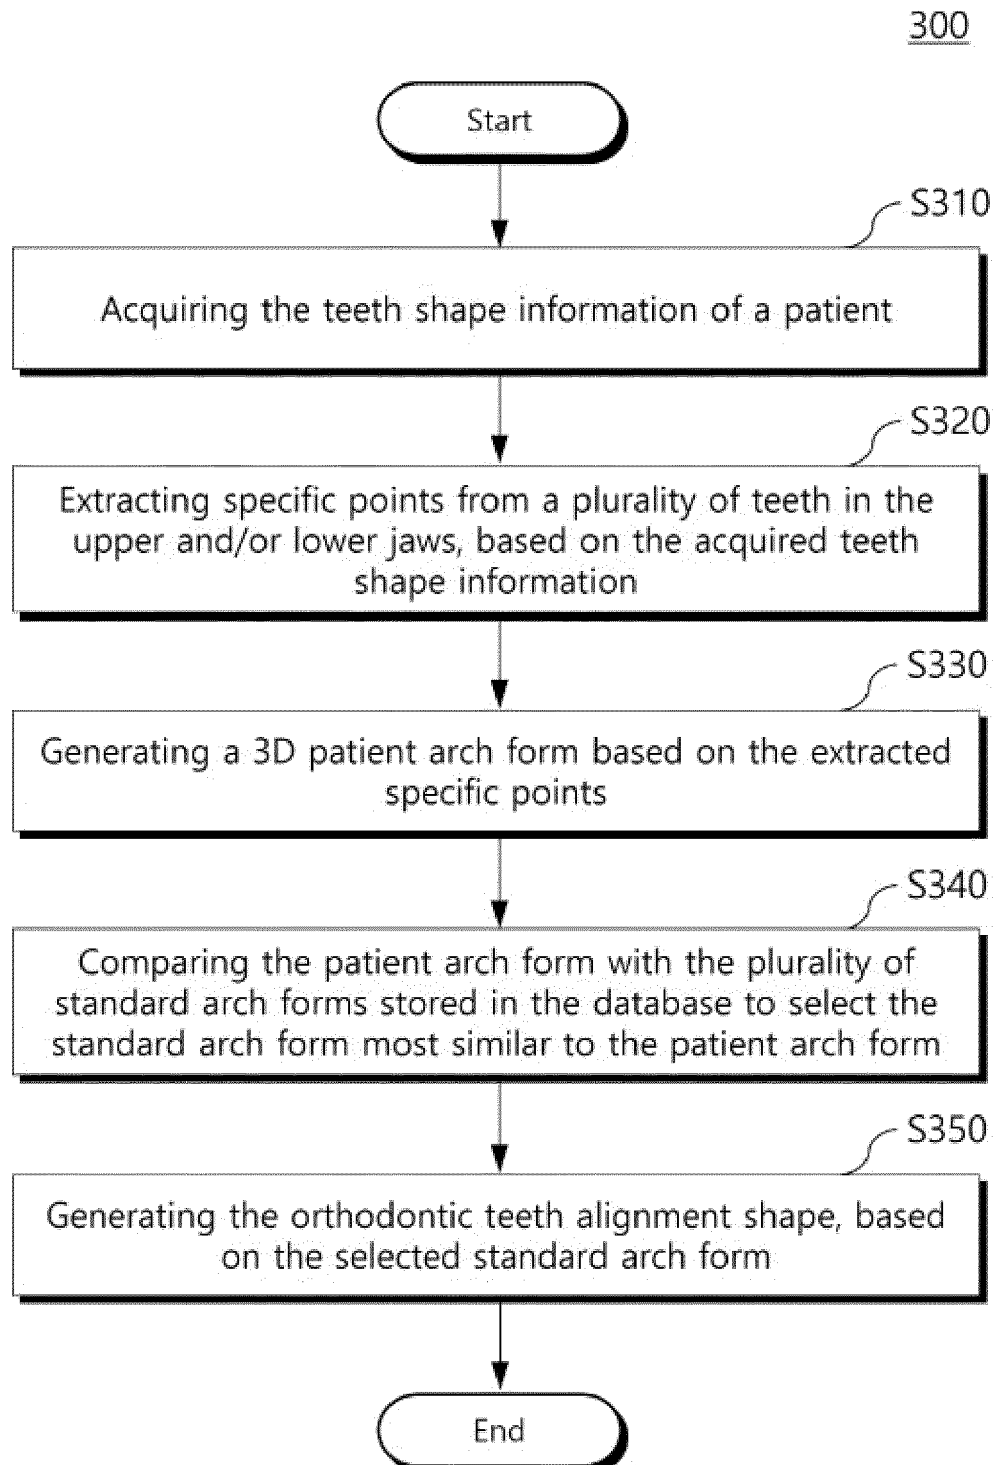 300
Start
S310
Acquiring the teeth shape information of a patient
S320
Extracting specific points from a plurality of teeth in the
upper and/or lower jaws, based on the acquired teeth
shape information
S330
Generating a 3D patient arch form based on the extracted
specific points
S340
Comparing the patient arch form with the plurality of
standard arch forms stored in the database to select the
standard arch form most similar to the patient arch form
S350
Generating the orthodontic teeth alignment shape, based
on the selected standard arch form
End